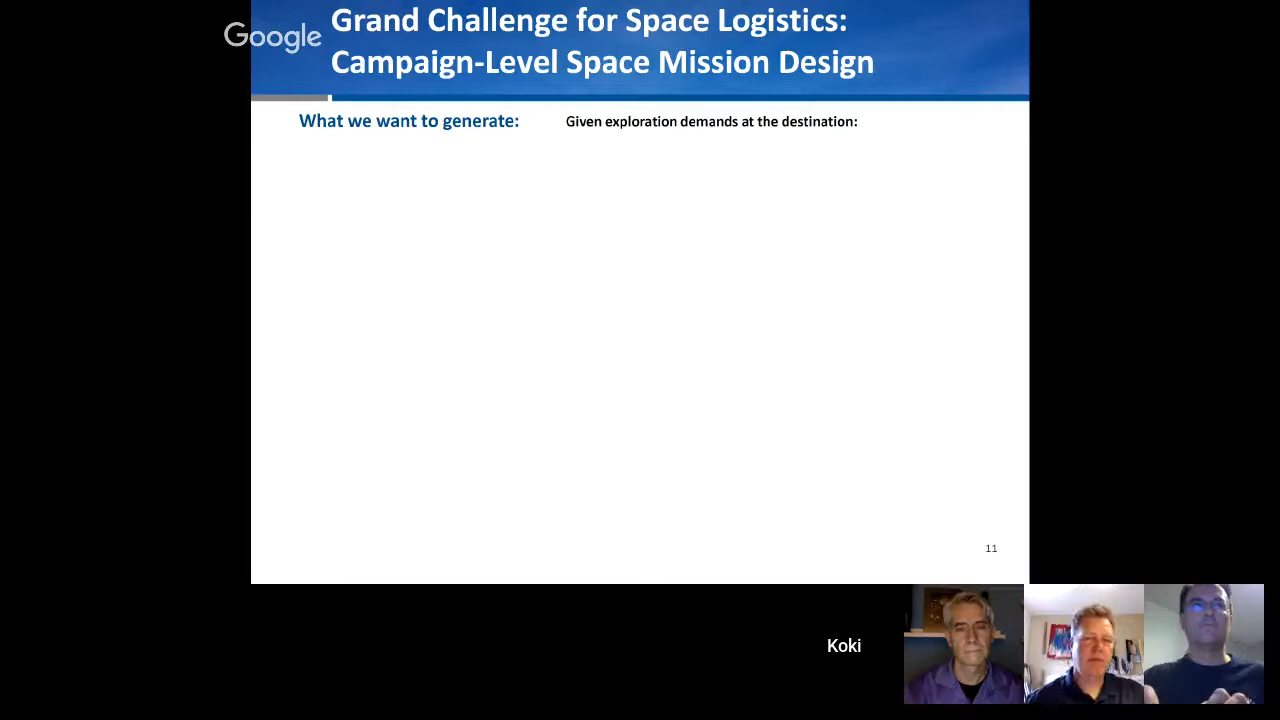 Google
Grand Challenge for Space Logistics:
Campaign-Level Space Mission Design
What we want to generate:
Given exploration demands at the destination:
11
Koki